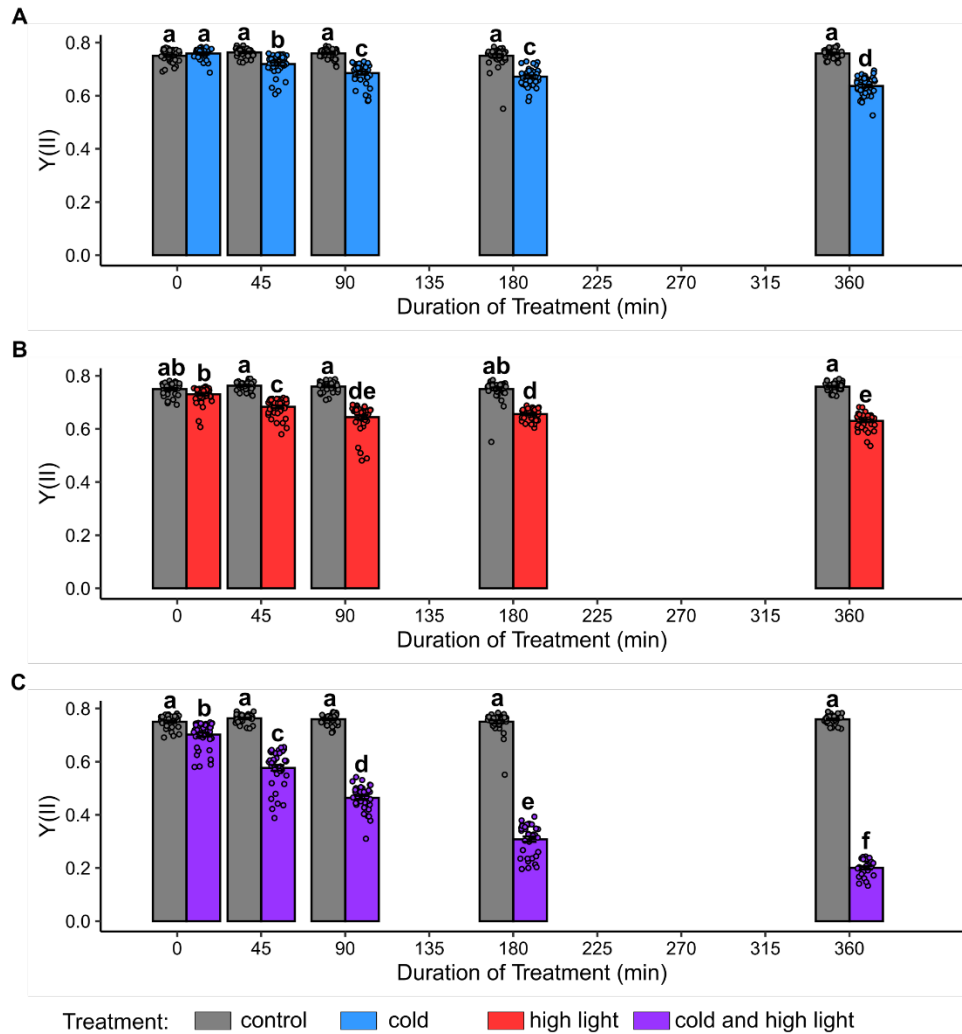 A
a a a b a c a c a d
0.8
0.6
0.4
0.2
0.0
Y(II)
0 45 90 135 180 225 270 315 360
Duration of Treatment (min)
B
ab b a c a de ab d a e
0.8
0.6
0.4
0.2
0.0
Y(II)
0 45 90 135 180 225 270 315 360
Duration of Treatment (min)
C
a b a c a d a e a f
0.8
0.6
0.4
0.2
0.0
Y(II)
0 45 90 135 180 225 270 315 360
Duration of Treatment (min)
Treatment: control cold high light cold and high light